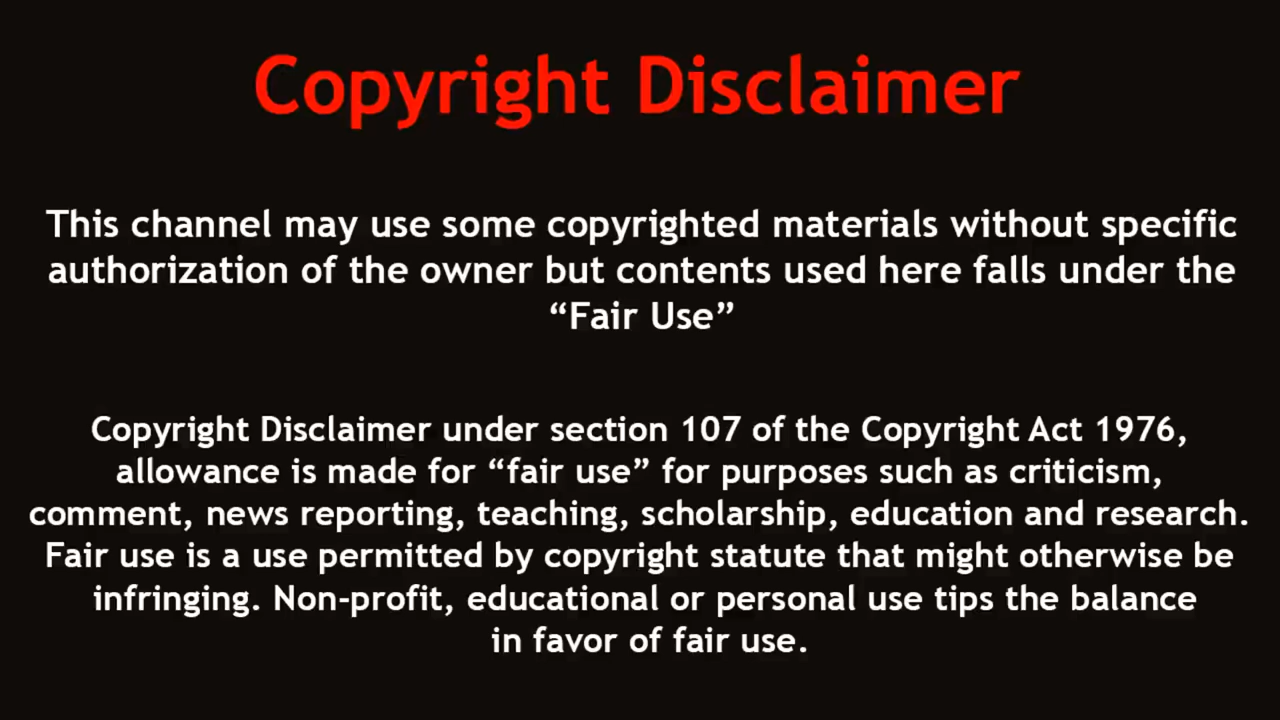 Copyright Disclaimer
This channel may use some copyrighted materials without specific
authorization of the owner but contents used here falls under the
“Fair Use”
Copyright Disclaimer under section 107 of the Copyright Act 1976,
allowance is made for “fair use” for purposes such as criticism,
comment, news reporting, teaching, scholarship, education and research.
Fair use is a use permitted by copyright statute that might otherwise be
infringing. Non-profit, educational or personal use tips the balance
in favor of fair use.